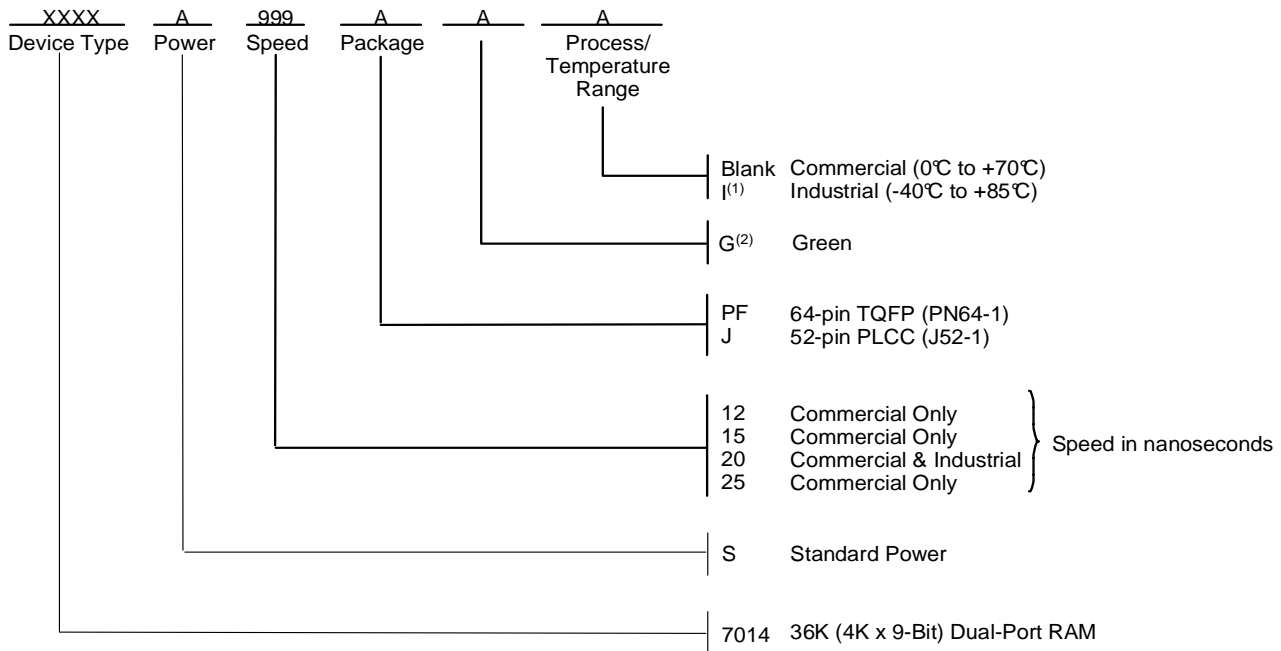 XXXX A 999 A A A
Device Type Power Speed Package Process/
Temperature
Range
Blank Commercial (0℃ to +70℃)
I(1) Industrial (-40℃ to +85℃)
G(2) Green
PF 64-pin TQFP (PN64-1)
J 52-pin PLCC (J52-1)
12 Commercial Only
15 Commercial Only
20 Commercial & Industrial
25 Commercial Only
Speed in nanoseconds
S Standard Power
7014 36K (4K x 9-Bit) Dual-Port RAM